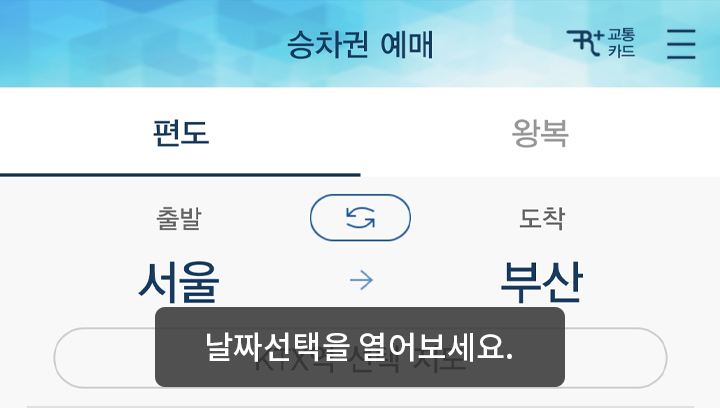 승차권 예매
R+ 교통
카드
편도
왕복
출발
도착
서울
부산
날짜선택을 열어보세요.